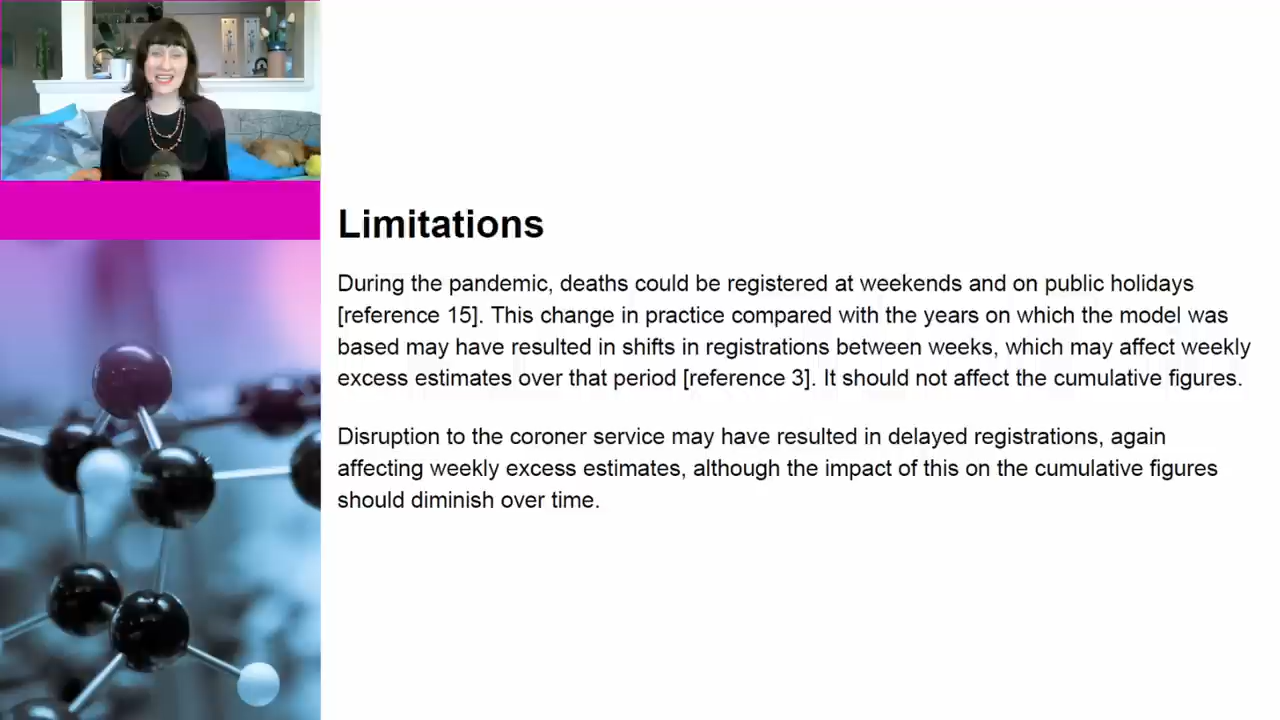 Limitations
During the pandemic, deaths could be registered at weekends and on public holidays
[reference 15]. This change in practice compared with the years on which the model was
based may have resulted in shifts in registrations between weeks, which may affect weekly
excess estimates over that period [reference 3]. It should not affect the cumulative figures.
Disruption to the coroner service may have resulted in delayed registrations, again
affecting weekly excess estimates, although the impact of this on the cumulative figures
should diminish over time.